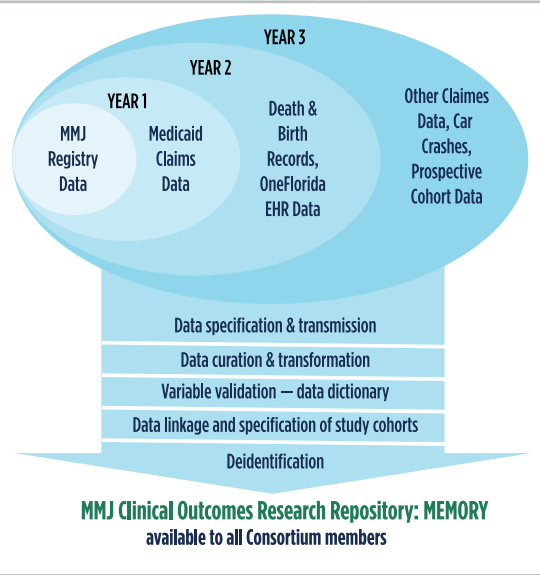 YEAR 3
YEAR 2
YEAR 1
MMJ
Registry
Data
Medicaid
Claims
Data
Death &
Birth
Records,
OneFlorida
EHR Data
Other Claimes
Data, Car
Crashes,
Prospective
Cohort Data
Data specification & transmission
Data curation & transformation
Variable validation — data dictionary
Data linkage and specification of study cohorts
Deidentification
MMJ Clinical Outcomes Research Repository: MEMORY
available to all Consortium members